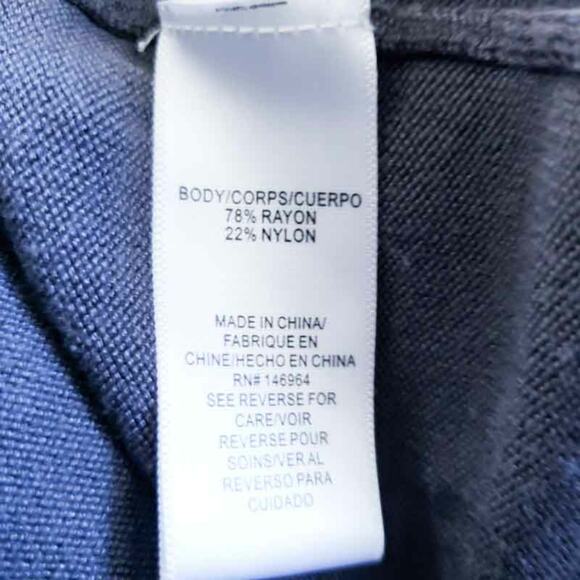 BODY/CORPS/CUERPO
78% RAYON
22% NYLON
MADE IN CHINA/
FABRIQUE EN
CHINE/HECHO EN CHINA
RN# 146964
SEE REVERSE FOR
CARE/VOIR
REVERSE POUR
SOINS/VER AL
REVERSO PARA
CUIDADO